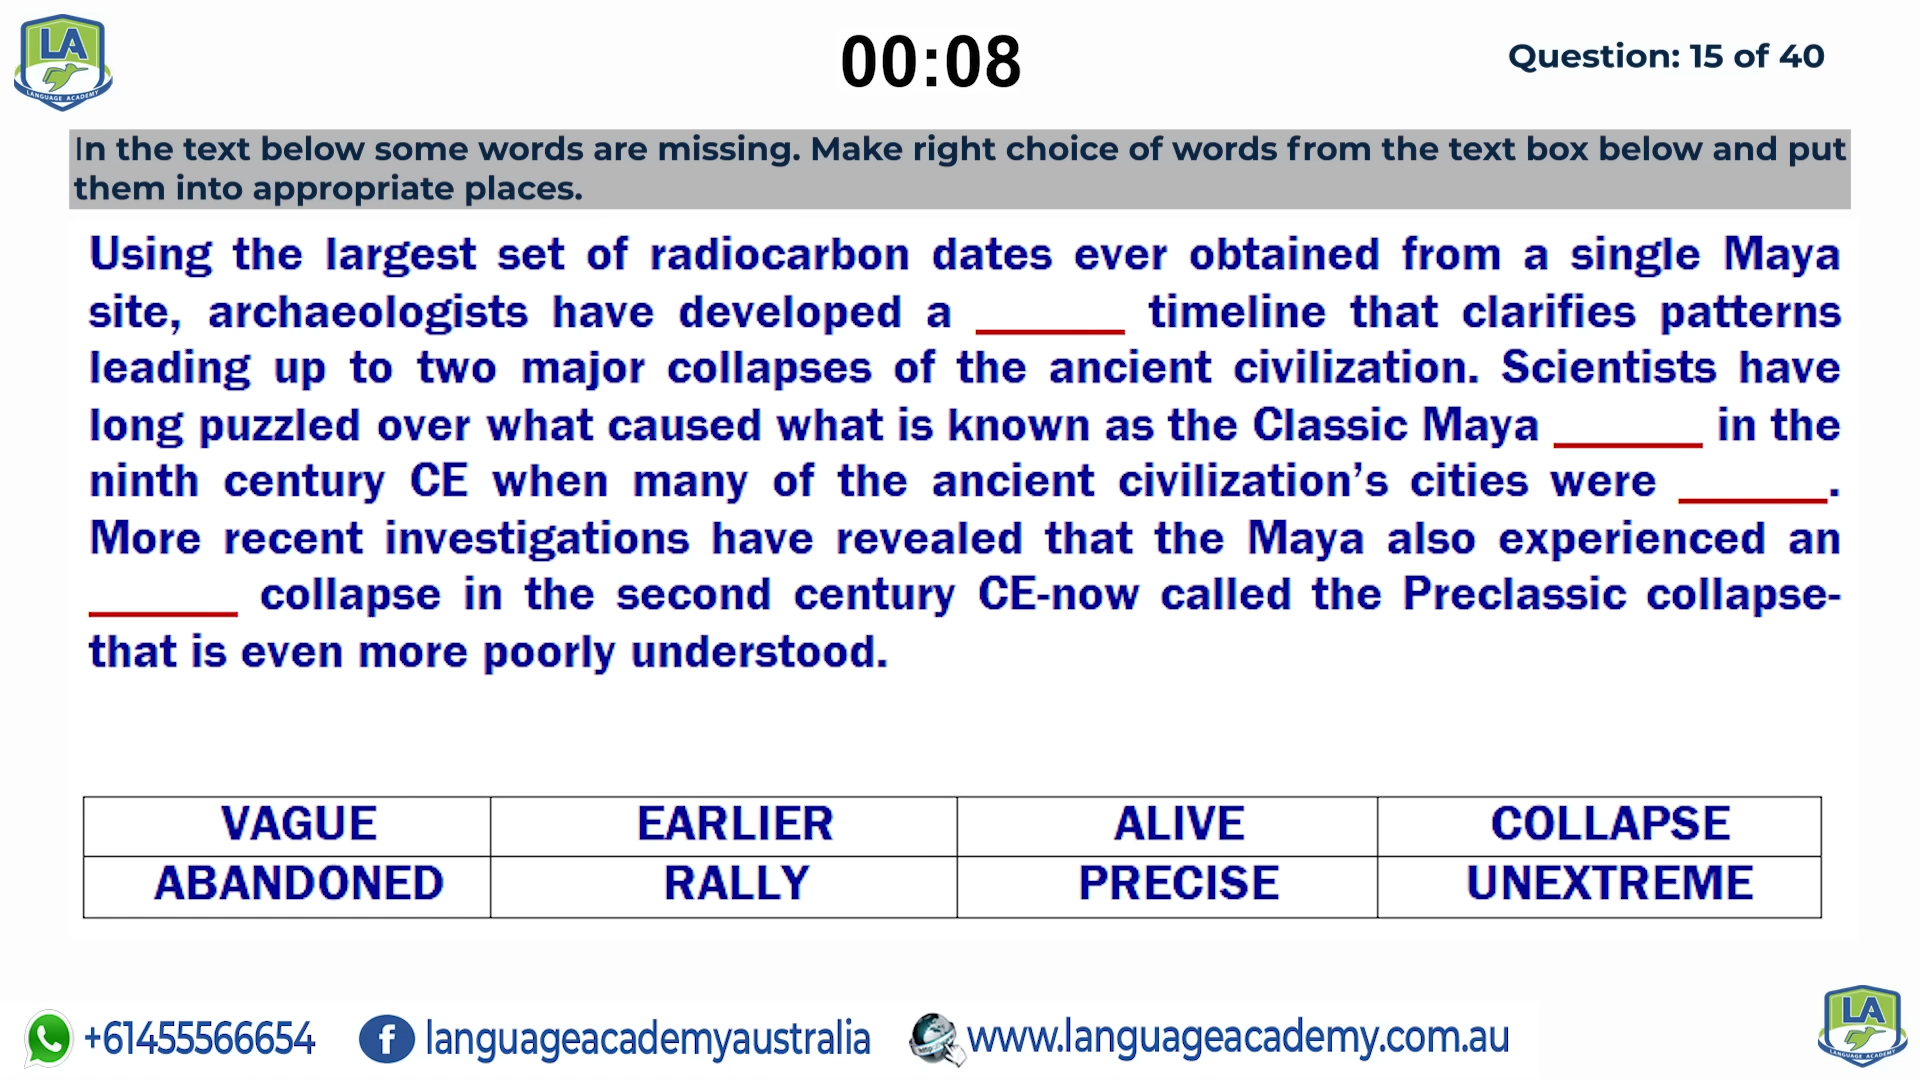 LA
LANGUAGE ACADEMY
00:08
Question: 15 of 40
In the text below some words are missing. Make right choice of words from the text box below and put
them into appropriate places.
Using the largest set of radiocarbon dates ever obtained from a single Maya
site, archaeologists have developed a ______ timeline that clarifies patterns
leading up to two major collapses of the ancient civilization. Scientists have
long puzzled over what caused what is known as the Classic Maya ______ in the
ninth century CE when many of the ancient civilization’s cities were ______.
More recent investigations have revealed that the Maya also experienced an
______ collapse in the second century CE-now called the Preclassic collapse-
that is even more poorly understood.
VAGUE EARLIER ALIVE COLLAPSE
ABANDONED RALLY PRECISE UNEXTREME
+61455566654 f languageacademyaustralia http:// www.languageacademy.com.au
LA
LANGUAGE ACADEMY